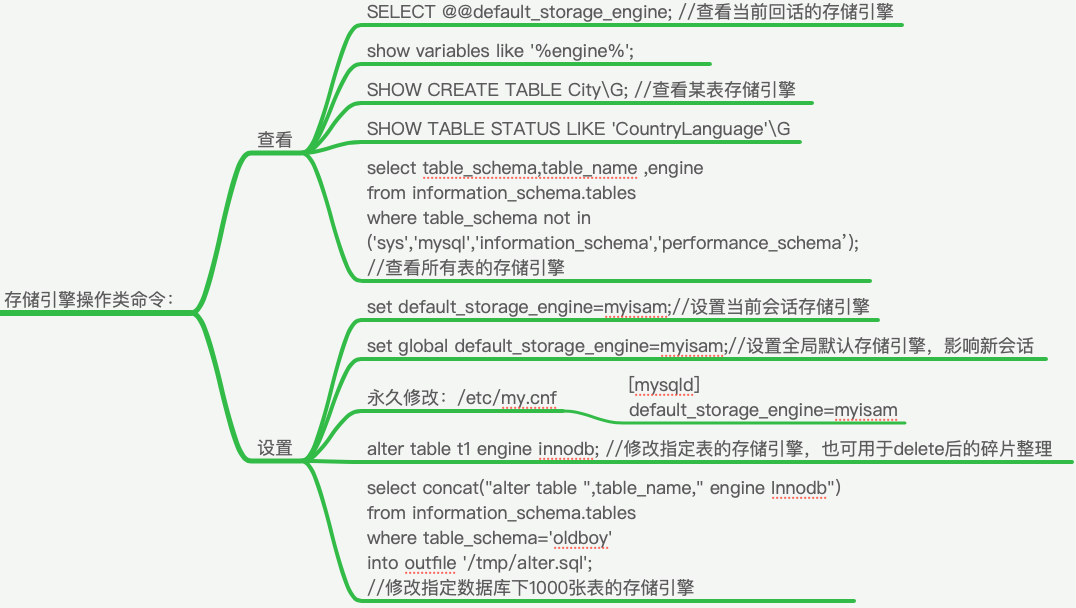 存储引擎操作类命令：
查看
SELECT @@default_storage_engine; //查看当前回话的存储引擎
show variables like '%engine%';
SHOW CREATE TABLE City\G; //查看某表存储引擎
SHOW TABLE STATUS LIKE 'CountryLanguage'\G
select table_schema,table_name ,engine
from information_schema.tables
where table_schema not in
('sys','mysql','information_schema','performance_schema’);
//查看所有表的存储引擎
设置
set default_storage_engine=myisam;//设置当前会话存储引擎
set global default_storage_engine=myisam;//设置全局默认存储引擎，影响新会话
永久修改：/etc/my.cnf
[mysqld]
default_storage_engine=myisam
alter table t1 engine innodb; //修改指定表的存储引擎，也可用于delete后的碎片整理
select concat("alter table ",table_name," engine Innodb")
from information_schema.tables
where table_schema='oldboy'
into outfile '/tmp/alter.sql';
//修改指定数据库下1000张表的存储引擎